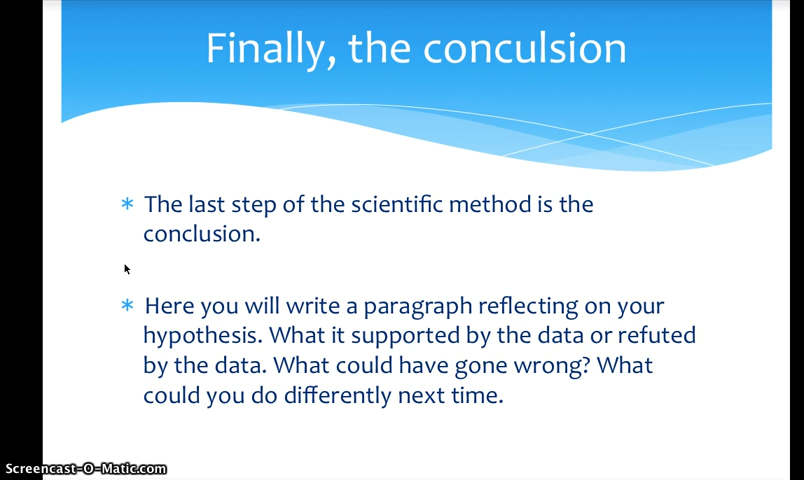 Finally, the conculsion
* The last step of the scientific method is the
conclusion.
* Here you will write a paragraph reflecting on your
hypothesis. What it supported by the data or refuted
by the data. What could have gone wrong? What
could you do differently next time.
Screencast-O-Matic.com